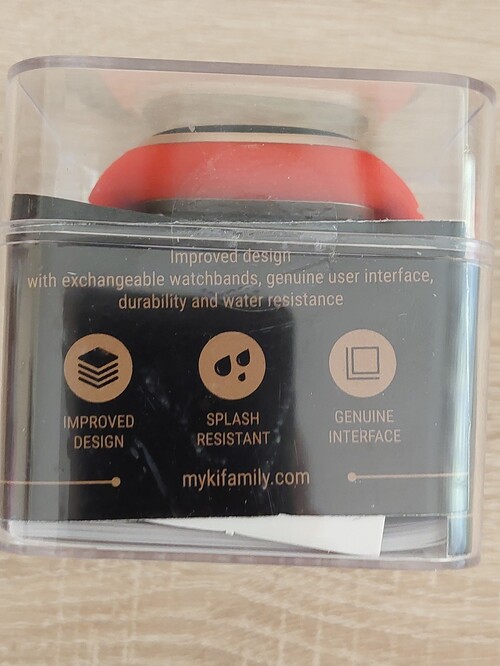 Improved design
with exchangeable watchbands, genuine user interface,
durability and water resistance
IMPROVED
DESIGN
SPLASH
RESISTANT
GENUINE
INTERFACE
mykifamily.com